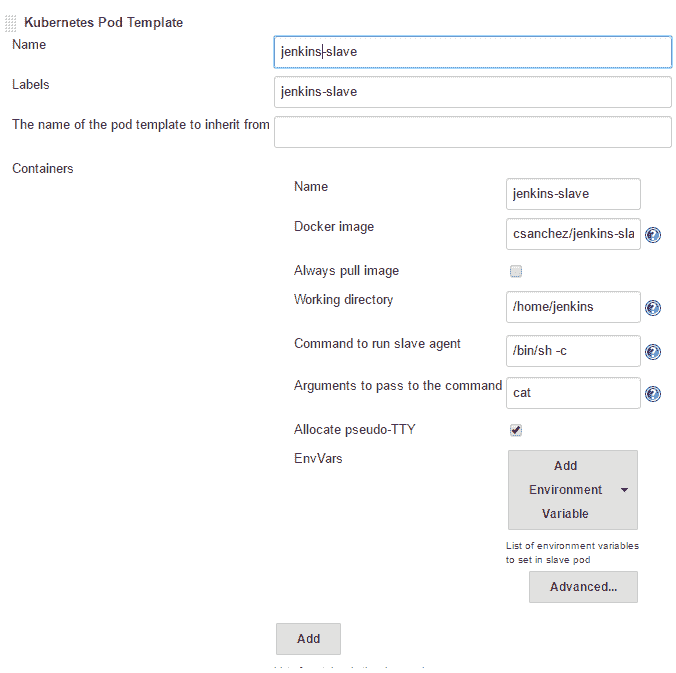 Kubernetes Pod Template
Name
jenkins-slave
Labels
jenkins-slave
The name of the pod template to inherit from
Containers
Name
jenkins-slave
Docker image
csanchez/jenkins-sla
Always pull image
Working directory
/home/jenkins
Command to run slave agent
/bin/sh -c
Arguments to pass to the command
cat
Allocate pseudo-TTY
EnvVars
Add
Environment
Variable
List of environment variables
to set in slave pod
Advanced...
Add